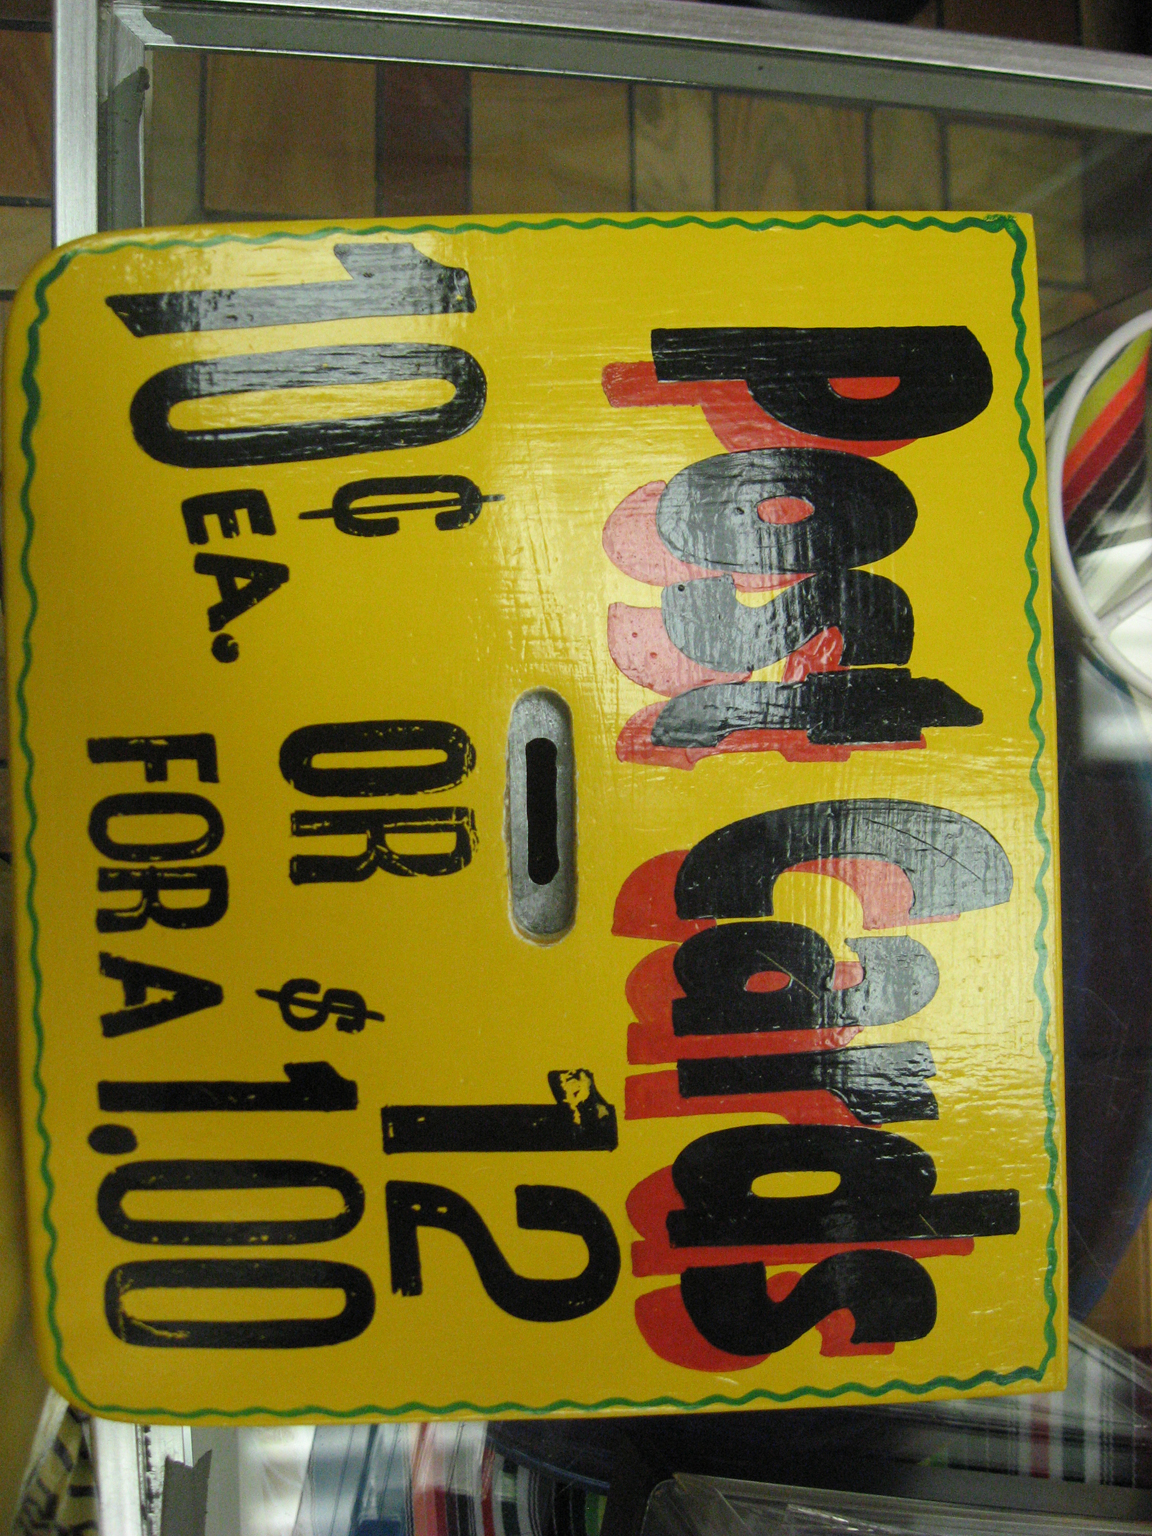 Post Cards
10¢ EA.
OR 12
FOR A $1.00